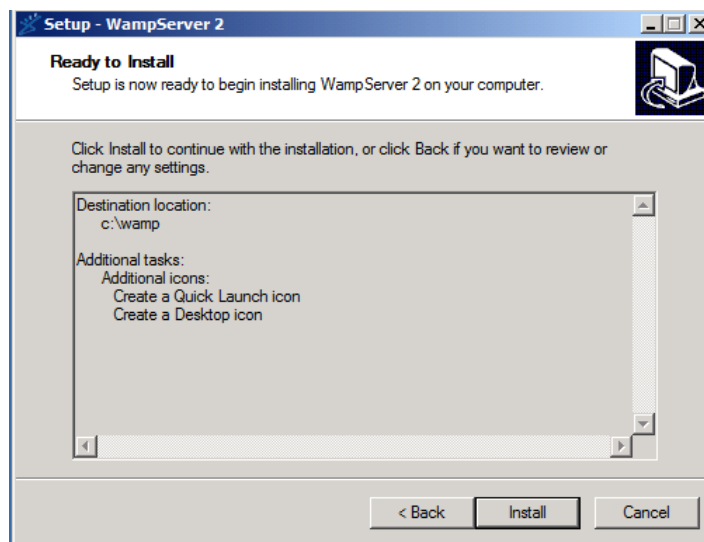 Setup - WampServer 2
Ready to Install
Setup is now ready to begin installing WampServer 2 on your computer.
Click Install to continue with the installation, or click Back if you want to review or
change any settings.
Destination location:
c:\wamp
Additional tasks:
Additional icons:
Create a Quick Launch icon
Create a Desktop icon
< Back
Install
Cancel